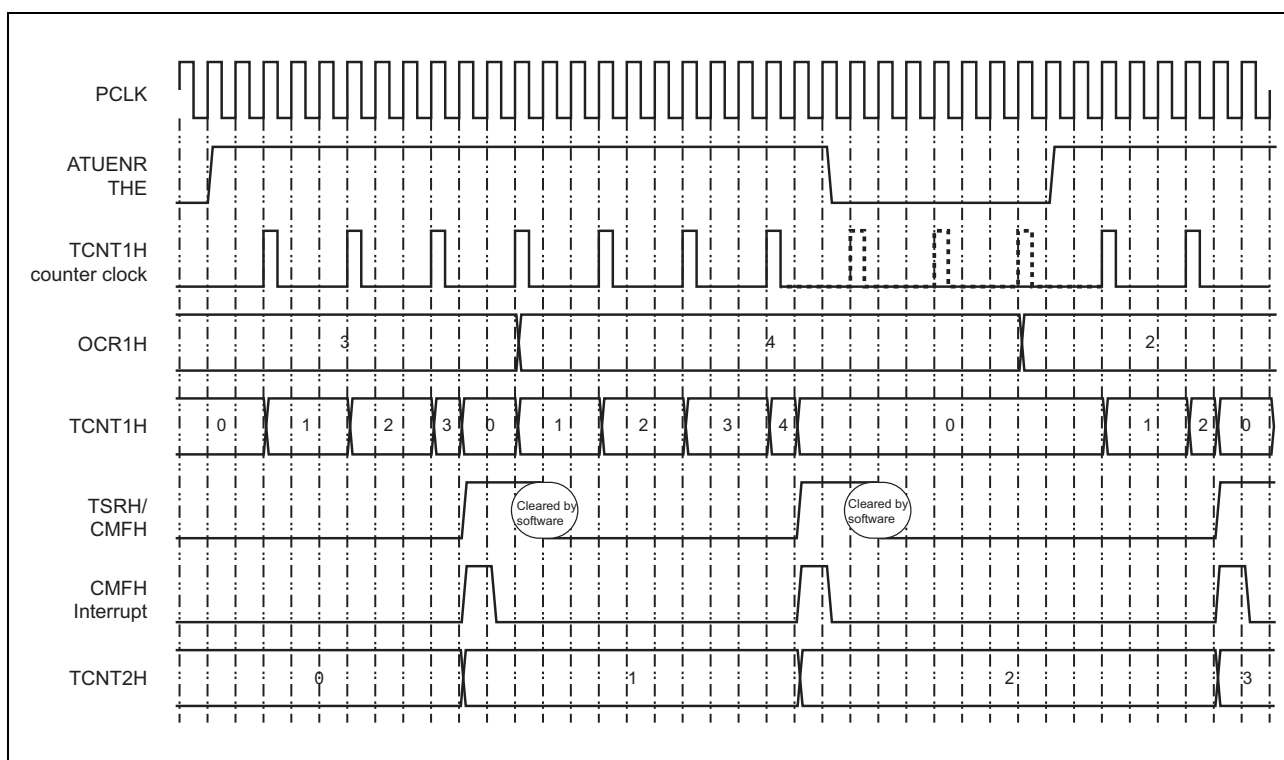 PCLK
ATUENR
THE
TCNT1H
counter clock
OCR1H
3
4
2
TCNT1H
0
1
2
3
0
1
2
3
4
0
1
2
0
TSRH/
CMFH
Cleared by
software
Cleared by
software
CMFH
Interrupt
TCNT2H
0
1
2
3